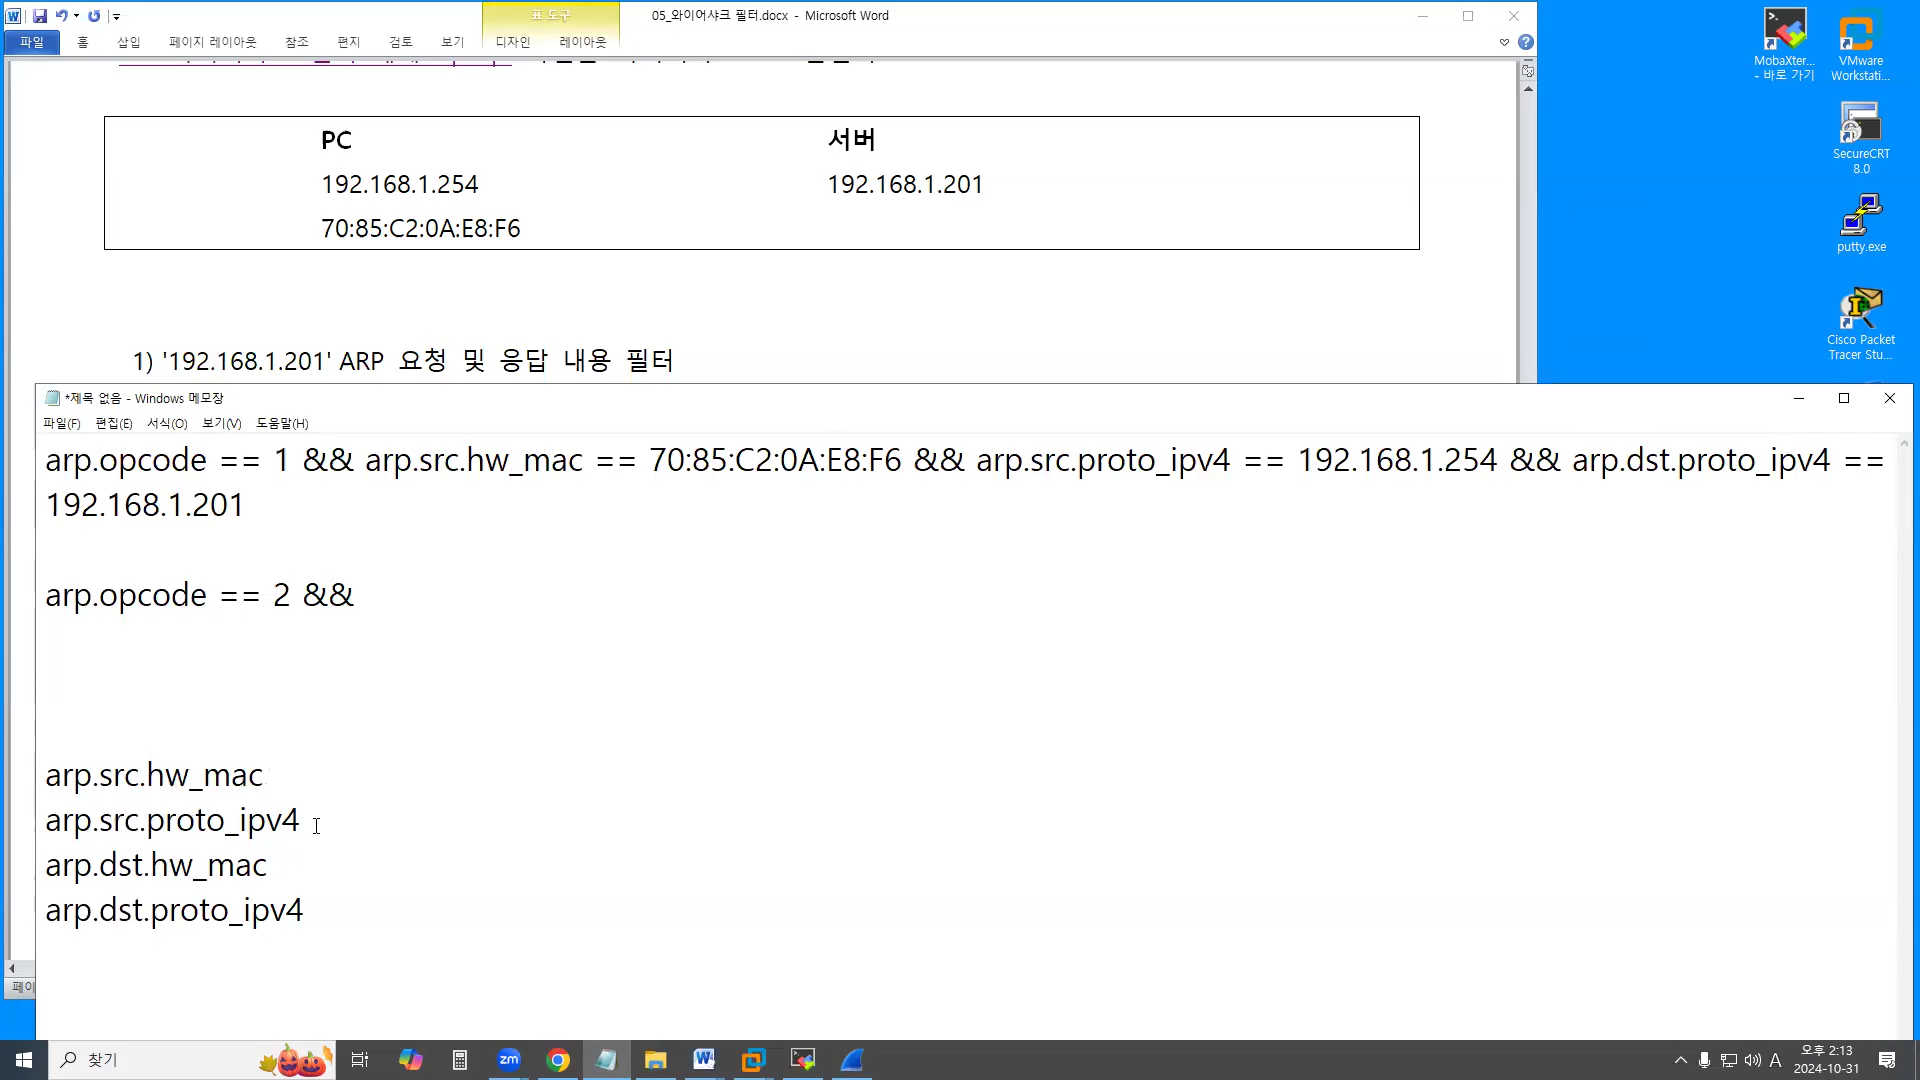 표 도구
05_와이어샤크 필터.docx - Microsoft Word
파일 홈 삽입 페이지 레이아웃 참조 편지 검토 보기 디자인 레이아웃
PC 서버
192.168.1.254 192.168.1.201
70:85:C2:0A:E8:F6
1) '192.168.1.201' ARP 요청 및 응답 내용 필터
*제목 없음 - Windows 메모장
파일(F) 편집(E) 서식(O) 보기(V) 도움말(H)
arp.opcode == 1 && arp.src.hw_mac == 70:85:C2:0A:E8:F6 && arp.src.proto_ipv4 == 192.168.1.254 && arp.dst.proto_ipv4 ==
192.168.1.201
arp.opcode == 2 &&
arp.src.hw_mac
arp.src.proto_ipv4
arp.dst.hw_mac
arp.dst.proto_ipv4
페이
MobaXter...
- 바로 가기
VMware
Workstati...
SecureCRT
8.0
putty.exe
Cisco Packet
Tracer Stu...
찾기
zm
A
오후 2:13
2024-10-31